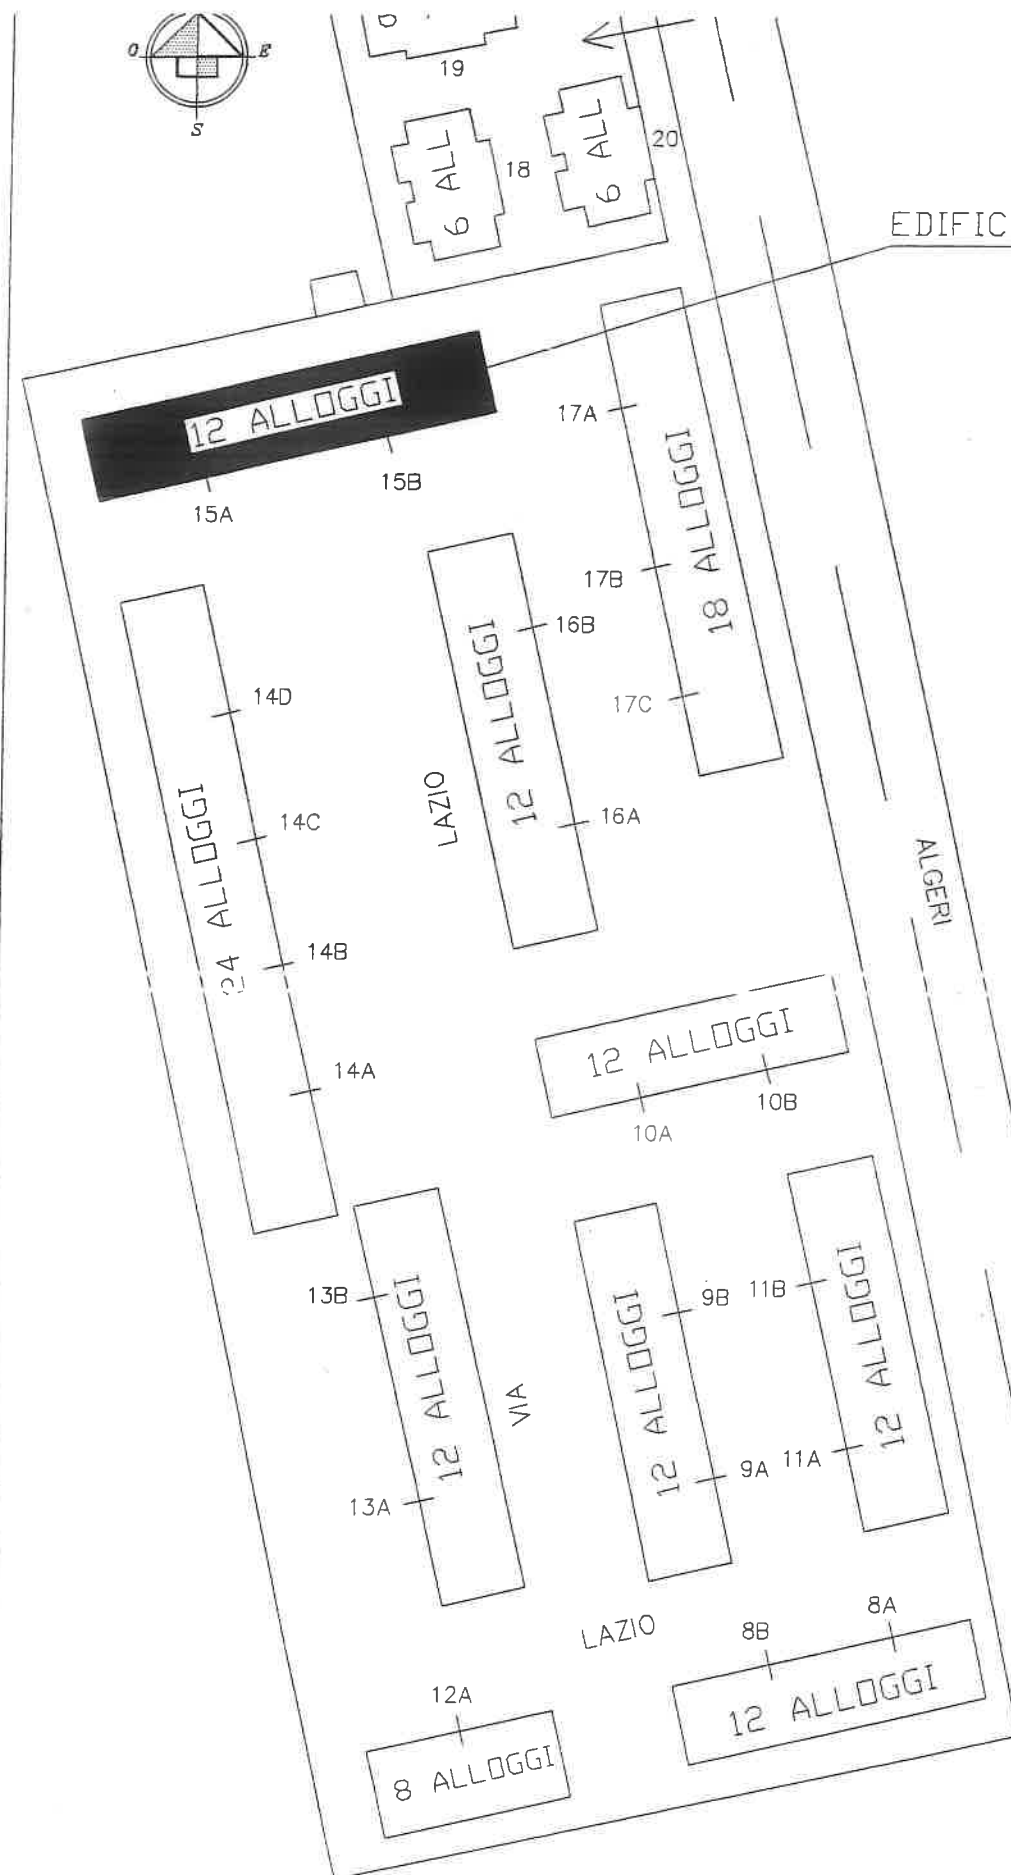 O E
S
19
6 ALL
18
6 ALL
20
EDIFIC
12 ALLOGGI
15A
15B
17A
17B
17C
18 ALLOGGI
16B
16A
12 ALLOGGI
LAZIO
14D
14C
14B
14A
24 ALLOGGI
ALGERI
12 ALLOGGI
10A
10B
13B
13A
12 ALLOGGI
VIA
9B
9A
12 ALLOGGI
11B
11A
12 ALLOGGI
LAZIO
8B
8A
12 ALLOGGI
12A
8 ALLOGGI